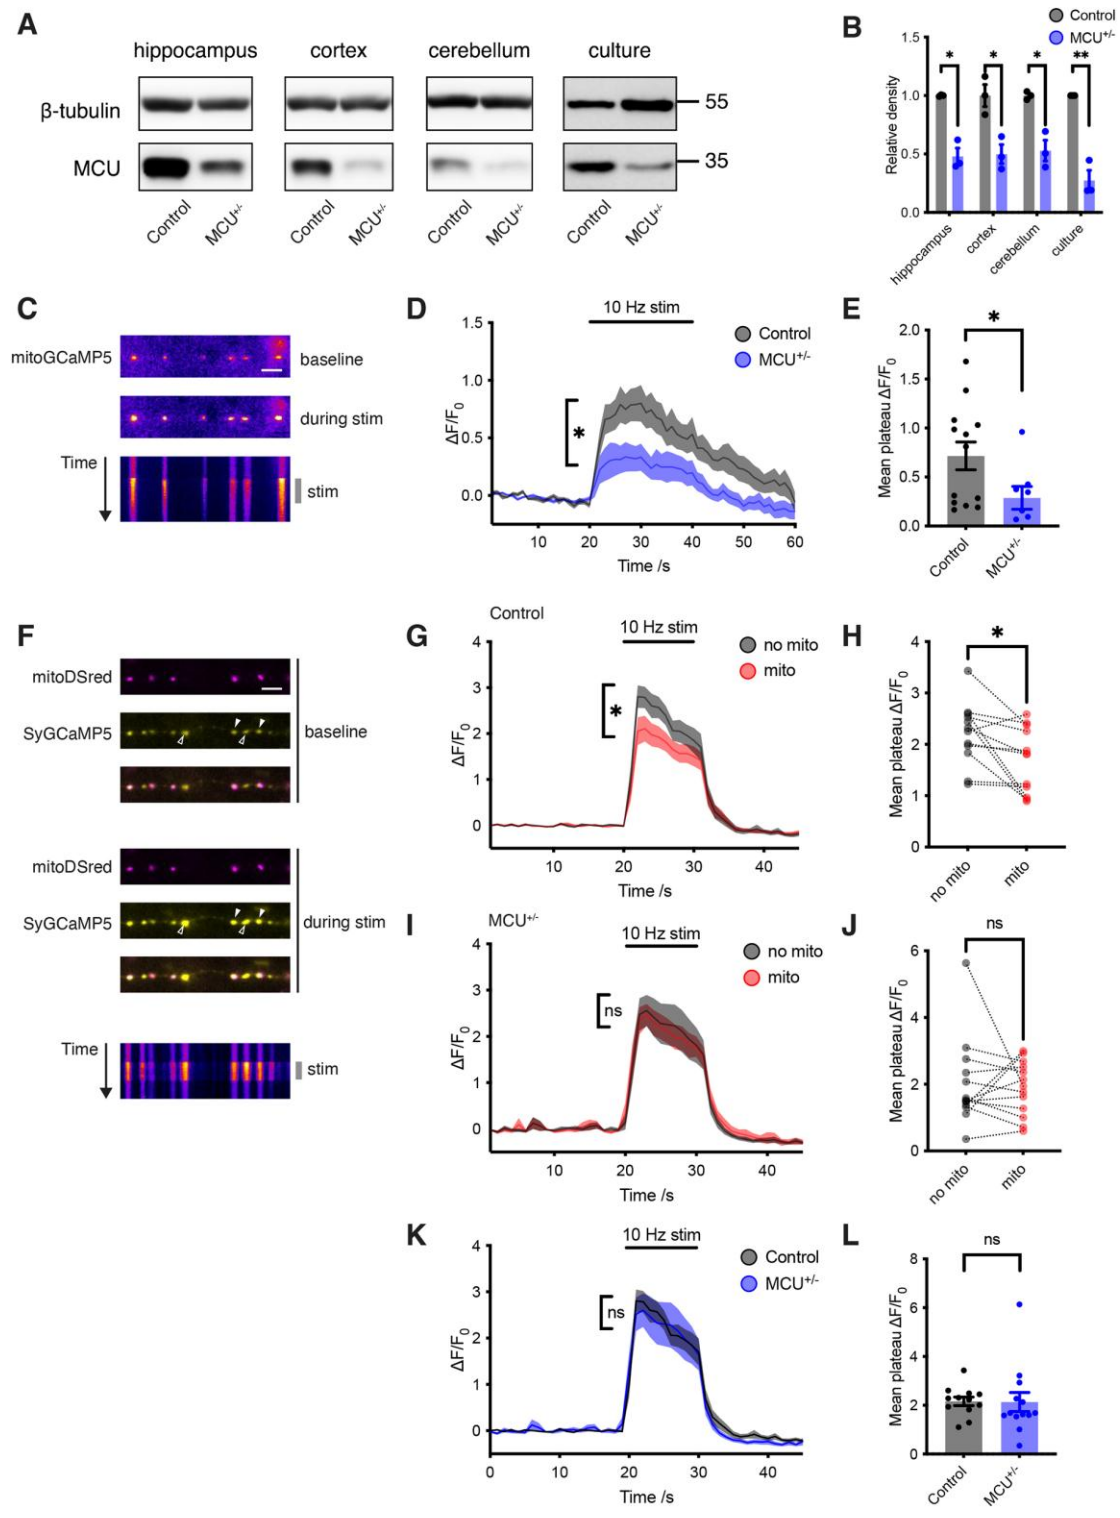 A
hippocampus cortex cerebellum culture
β-tubulin
55
MCU
35
Control MCU+/- Control MCU+/- Control MCU+/- Control MCU+/-
B
Control
MCU+/-
Relative density
1.5
1.0
0.5
0.0
* * * **
hippocampus cortex cerebellum culture
C
mitoGCaMP5
baseline
during stim
Time
stim
D
10 Hz stim
Control
MCU+/-
ΔF/F0
1.5
1.0
0.5
0.0
*
10 20 30 40 50 60
Time /s
E
*
Mean plateau ΔF/F0
2.0
1.5
1.0
0.5
0.0
Control MCU+/-
F
mitoDSred
SyGCaMP5
baseline
mitoDSred
SyGCaMP5
during stim
Time
stim
G
Control
10 Hz stim
no mito
mito
ΔF/F0
4
3
2
1
0
*
10 20 30 40
Time /s
H
*
Mean plateau ΔF/F0
4
3
2
1
0
no mito mito
I
MCU+/-
10 Hz stim
no mito
mito
ΔF/F0
4
3
2
1
0
ns
10 20 30 40
Time /s
J
ns
Mean plateau ΔF/F0
6
4
2
0
no mito mito
K
10 Hz stim
Control
MCU+/-
ΔF/F0
4
3
2
1
0
ns
0 10 20 30 40
Time /s
L
ns
Mean plateau ΔF/F0
8
6
4
2
0
Control MCU+/-